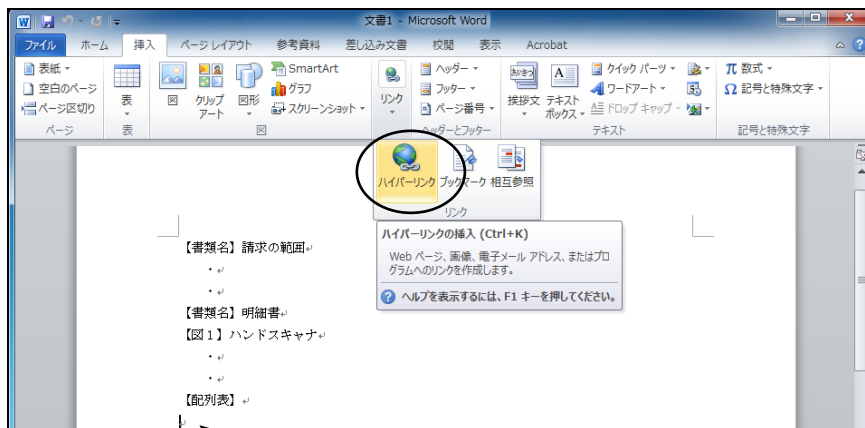 文書1 - Microsoft Word
ファイル ホーム 挿入 ページ レイアウト 参考資料 差し込み文書 校閲 表示 Acrobat
表紙
空白のページ
ページ区切り
ページ
表
表
図
クリップ
アート
図形
SmartArt
グラフ
スクリーンショット
図
リンク
ヘッダー
フッター
ページ番号
ヘッダーとフッター
挨拶文
テキスト
ボックス
クイック パーツ
ワードアート
ドロップ キャップ
テキスト
π 数式
Ω 記号と特殊文字
記号と特殊文字
ハイパーリンク ブックマーク 相互参照
リンク
ハイパーリンクの挿入 (Ctrl+K)
Web ページ、画像、電子メール アドレス、またはプロ
グラムへのリンクを作成します。
ヘルプを表示するには、F1 キーを押してください。
【書類名】請求の範囲
・
・
【書類名】明細書
【図1】ハンドスキャナ
・
・
【配列表】